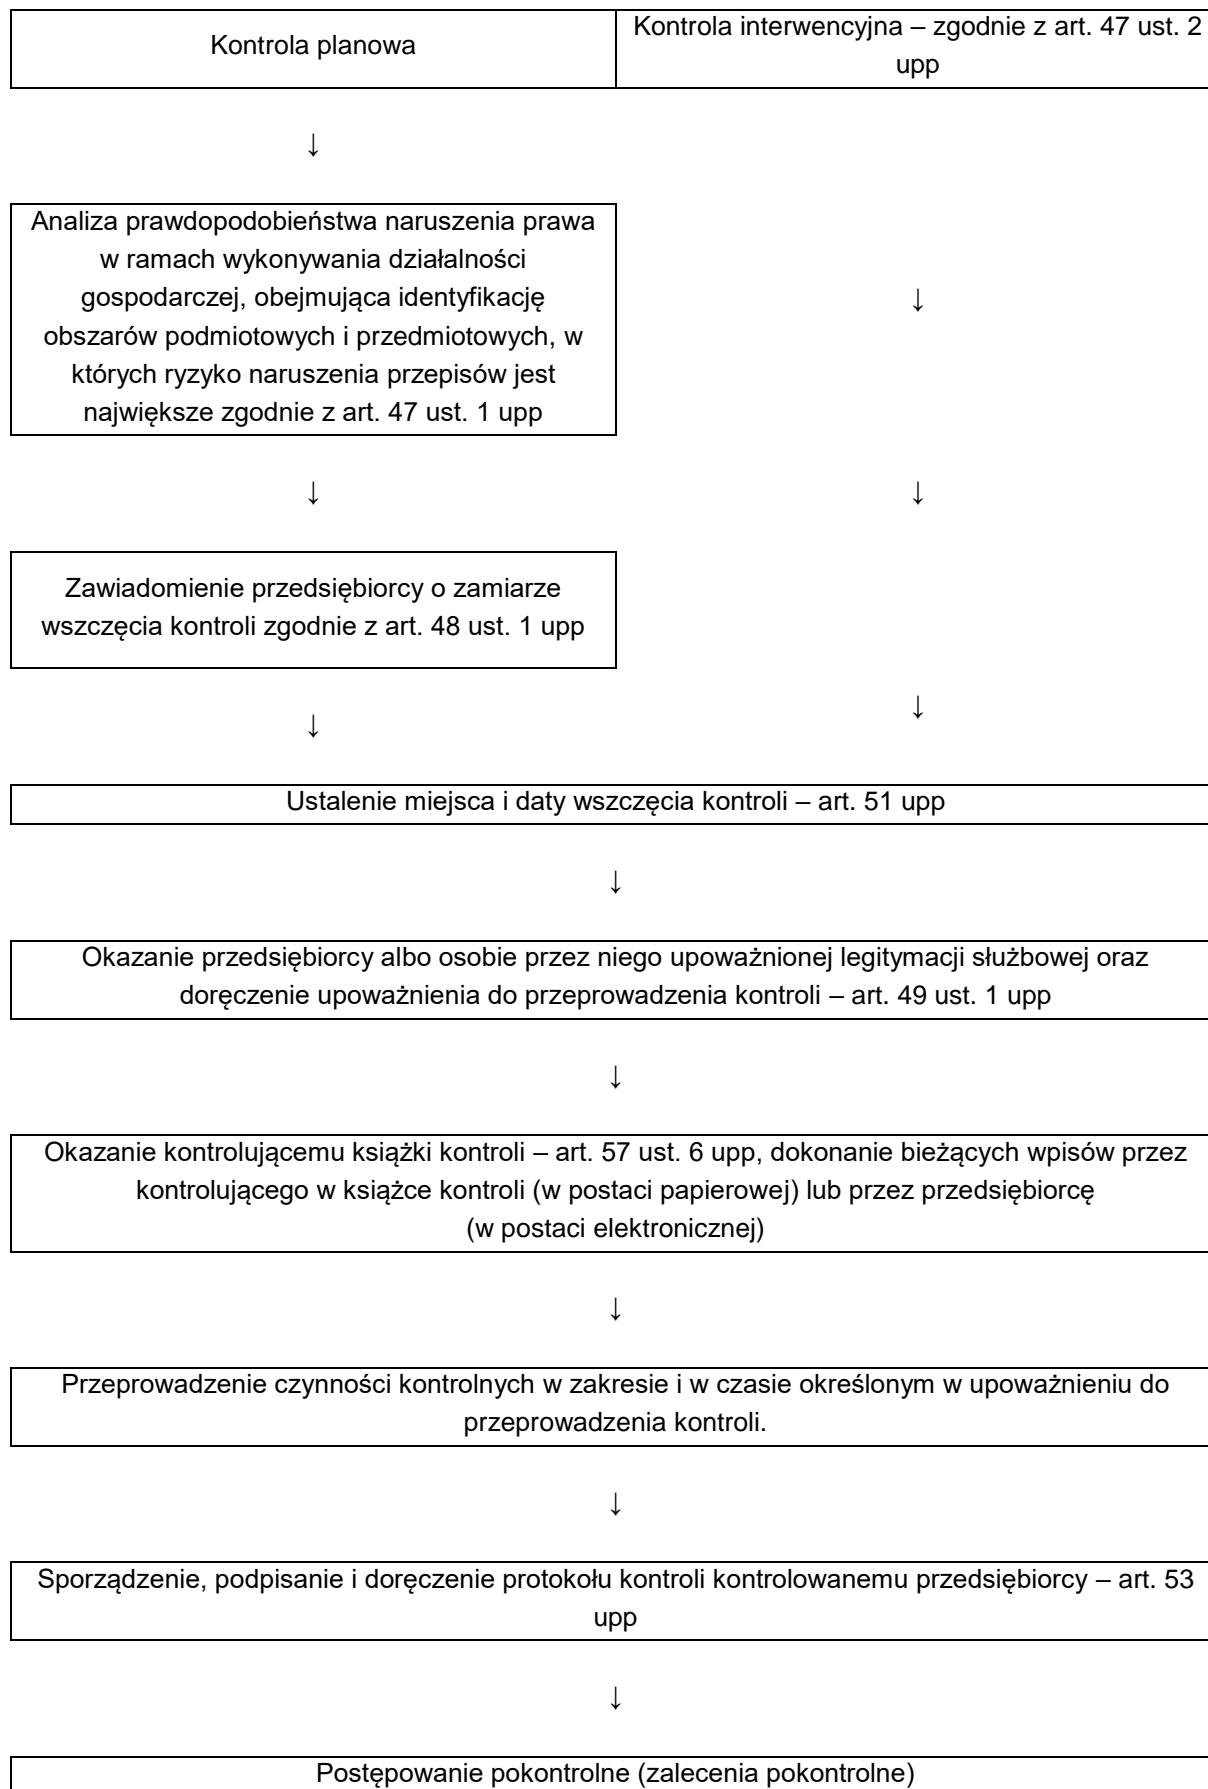 Kontrola planowa
Kontrola interwencyjna – zgodnie z art. 47 ust. 2
upp
↓
Analiza prawdopodobieństwa naruszenia prawa
w ramach wykonywania działalności
gospodarczej, obejmująca identyfikację
obszarów podmiotowych i przedmiotowych, w
których ryzyko naruszenia przepisów jest
największe zgodnie z art. 47 ust. 1 upp
↓
↓
↓
Zawiadomienie przedsiębiorcy o zamiarze
wszczęcia kontroli zgodnie z art. 48 ust. 1 upp
↓
↓
Ustalenie miejsca i daty wszczęcia kontroli – art. 51 upp
↓
Okazanie przedsiębiorcy albo osobie przez niego upoważnionej legitymacji służbowej oraz
doręczenie upoważnienia do przeprowadzenia kontroli – art. 49 ust. 1 upp
↓
Okazanie kontrolującemu książki kontroli – art. 57 ust. 6 upp, dokonanie bieżących wpisów przez
kontrolującego w książce kontroli (w postaci papierowej) lub przez przedsiębiorcę
(w postaci elektronicznej)
↓
Przeprowadzenie czynności kontrolnych w zakresie i w czasie określonym w upoważnieniu do
przeprowadzenia kontroli.
↓
Sporządzenie, podpisanie i doręczenie protokołu kontroli kontrolowanemu przedsiębiorcy – art. 53
upp
↓
Postępowanie pokontrolne (zalecenia pokontrolne)